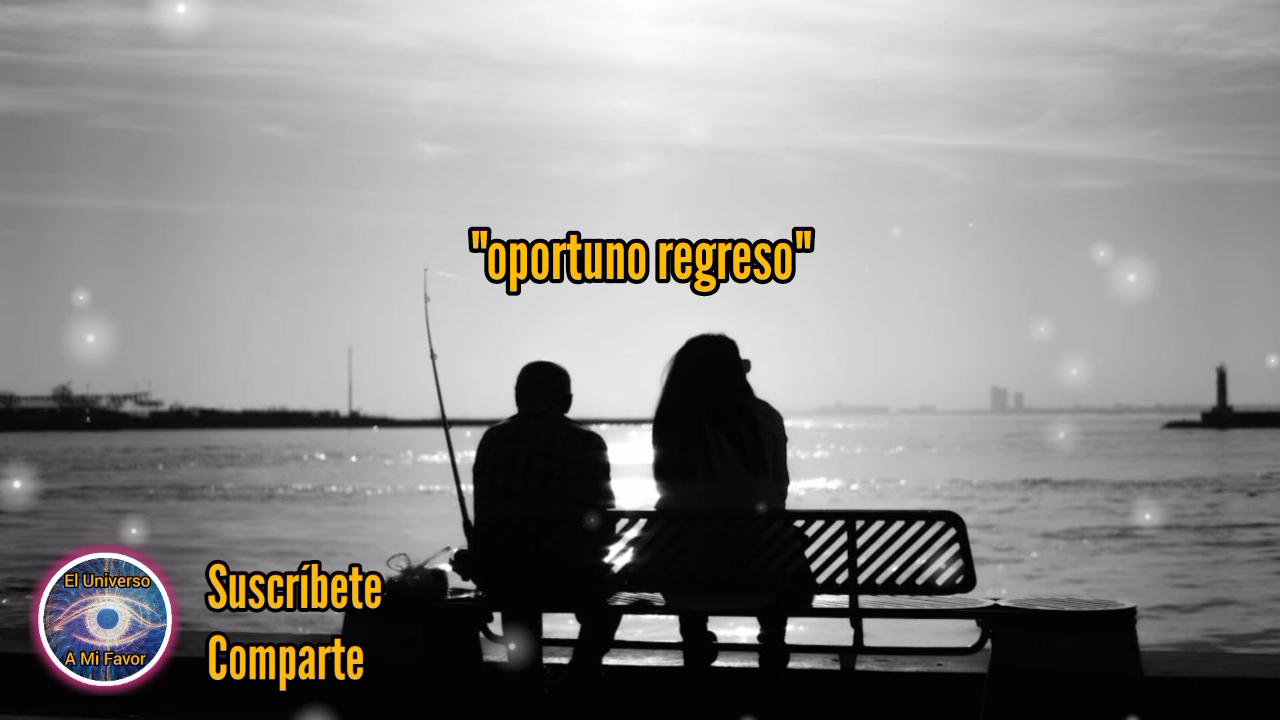 "oportuno regreso"
Suscríbete
Comparte
El Universo
A Mi Favor